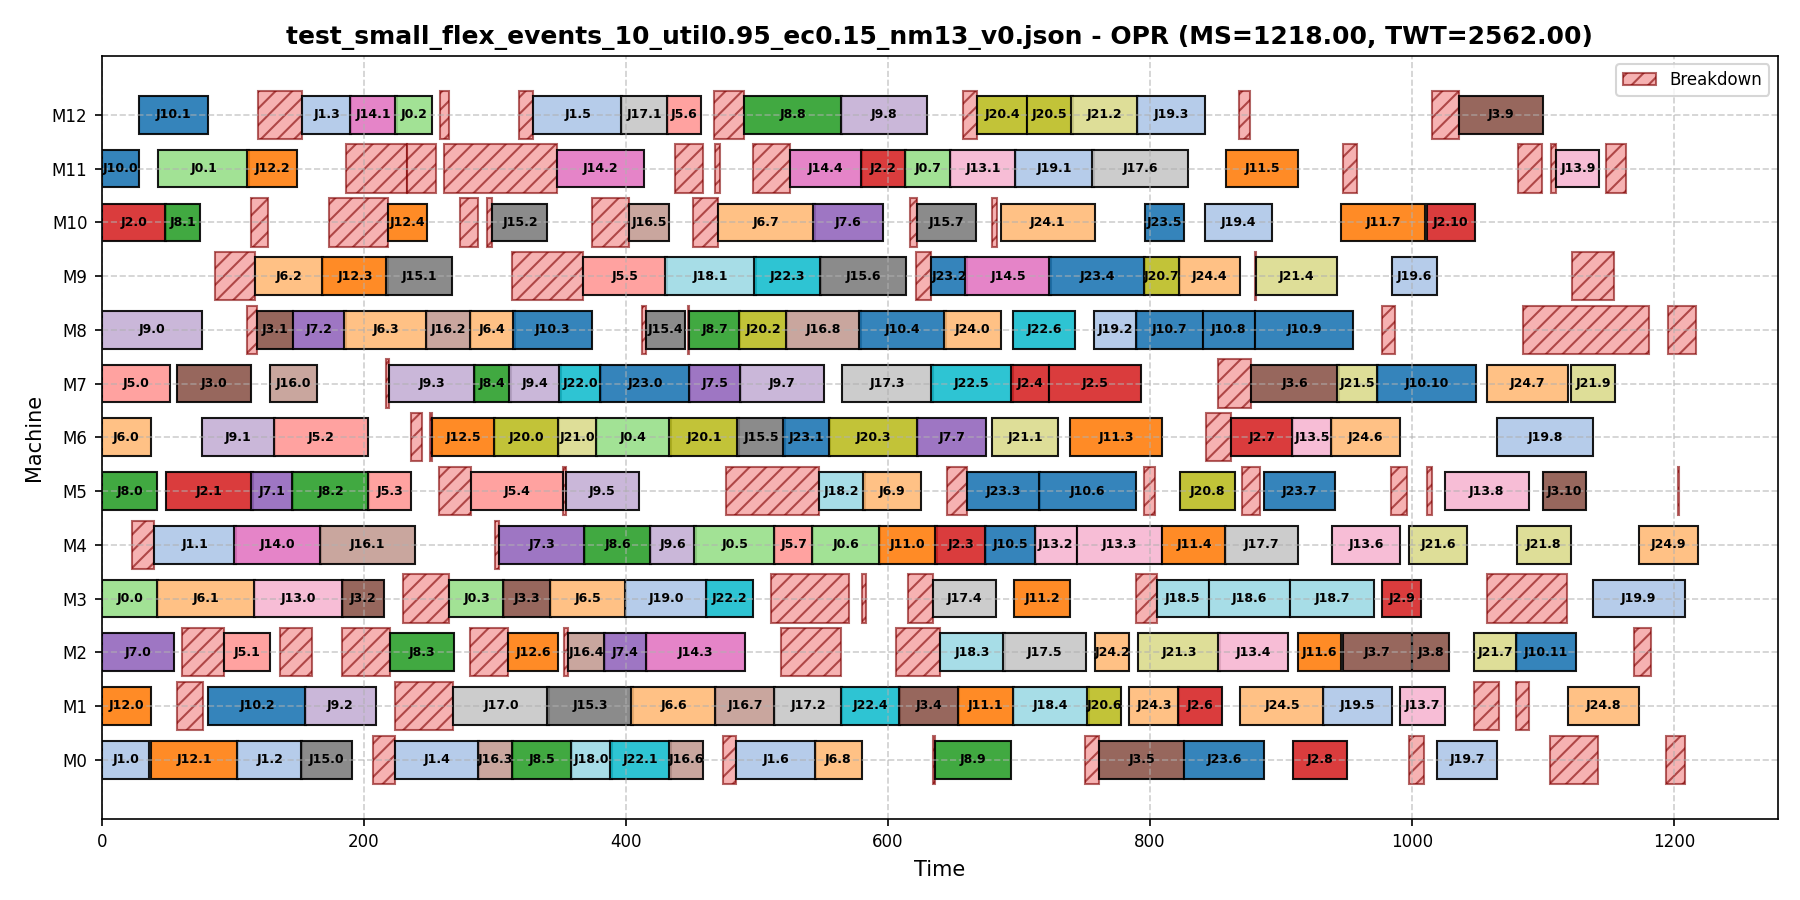 test_small_flex_events_10_util0.95_ec0.15_nm13_v0.json - OPR (MS=1218.00, TWT=2562.00)
Breakdown
M12 J10.1 J1.3 J14.1 J0.2 J1.5 J17.1 J5.6 J8.8 J9.8 J20.4 J20.5 J21.2 J19.3 J3.9
M11 J10.0 J0.1 J12.2 J14.2 J14.4 J2.2 J0.7 J13.1 J19.1 J17.6 J11.5 J13.9
M10 J2.0 J8.1 J12.4 J15.2 J16.5 J6.7 J7.6 J15.7 J24.1 J23.5 J19.4 J11.7 J2.10
M9 J6.2 J12.3 J15.1 J5.5 J18.1 J22.3 J15.6 J23.2 J14.5 J23.4 J20.7 J24.4 J21.4 J19.6
M8 J9.0 J3.1 J7.2 J6.3 J16.2 J6.4 J10.3 J15.4 J8.7 J20.2 J16.8 J10.4 J24.0 J22.6 J19.2 J10.7 J10.8 J10.9
M7 J5.0 J3.0 J16.0 J9.3 J8.4 J9.4 J22.0 J23.0 J7.5 J9.7 J17.3 J22.5 J2.4 J2.5 J3.6 J21.5 J10.10 J24.7 J21.9
M6 J6.0 J9.1 J5.2 J12.5 J20.0 J21.0 J0.4 J20.1 J15.5 J23.1 J20.3 J7.7 J21.1 J11.3 J2.7 J13.5 J24.6 J19.8
M5 J8.0 J2.1 J7.1 J8.2 J5.3 J5.4 J9.5 J18.2 J6.9 J23.3 J10.6 J20.8 J23.7 J13.8 J3.10
M4 J1.1 J14.0 J16.1 J7.3 J8.6 J9.6 J0.5 J5.7 J0.6 J11.0 J2.3 J10.5 J13.2 J13.3 J11.4 J17.7 J13.6 J21.6 J21.8 J24.9
M3 J0.0 J6.1 J13.0 J3.2 J0.3 J3.3 J6.5 J19.0 J22.2 J17.4 J11.2 J18.5 J18.6 J18.7 J2.9 J19.9
M2 J7.0 J5.1 J8.3 J12.6 J16.4 J7.4 J14.3 J18.3 J17.5 J24.2 J21.3 J13.4 J11.6 J3.7 J3.8 J21.7 J10.11
M1 J12.0 J10.2 J9.2 J17.0 J15.3 J6.6 J16.7 J17.2 J22.4 J3.4 J11.1 J18.4 J20.6 J24.3 J2.6 J24.5 J19.5 J13.7 J24.8
M0 J1.0 J12.1 J1.2 J15.0 J1.4 J16.3 J8.5 J18.0 J22.1 J16.6 J1.6 J6.8 J8.9 J3.5 J23.6 J2.8 J19.7
0 200 400 600 800 1000 1200
Time
Machine